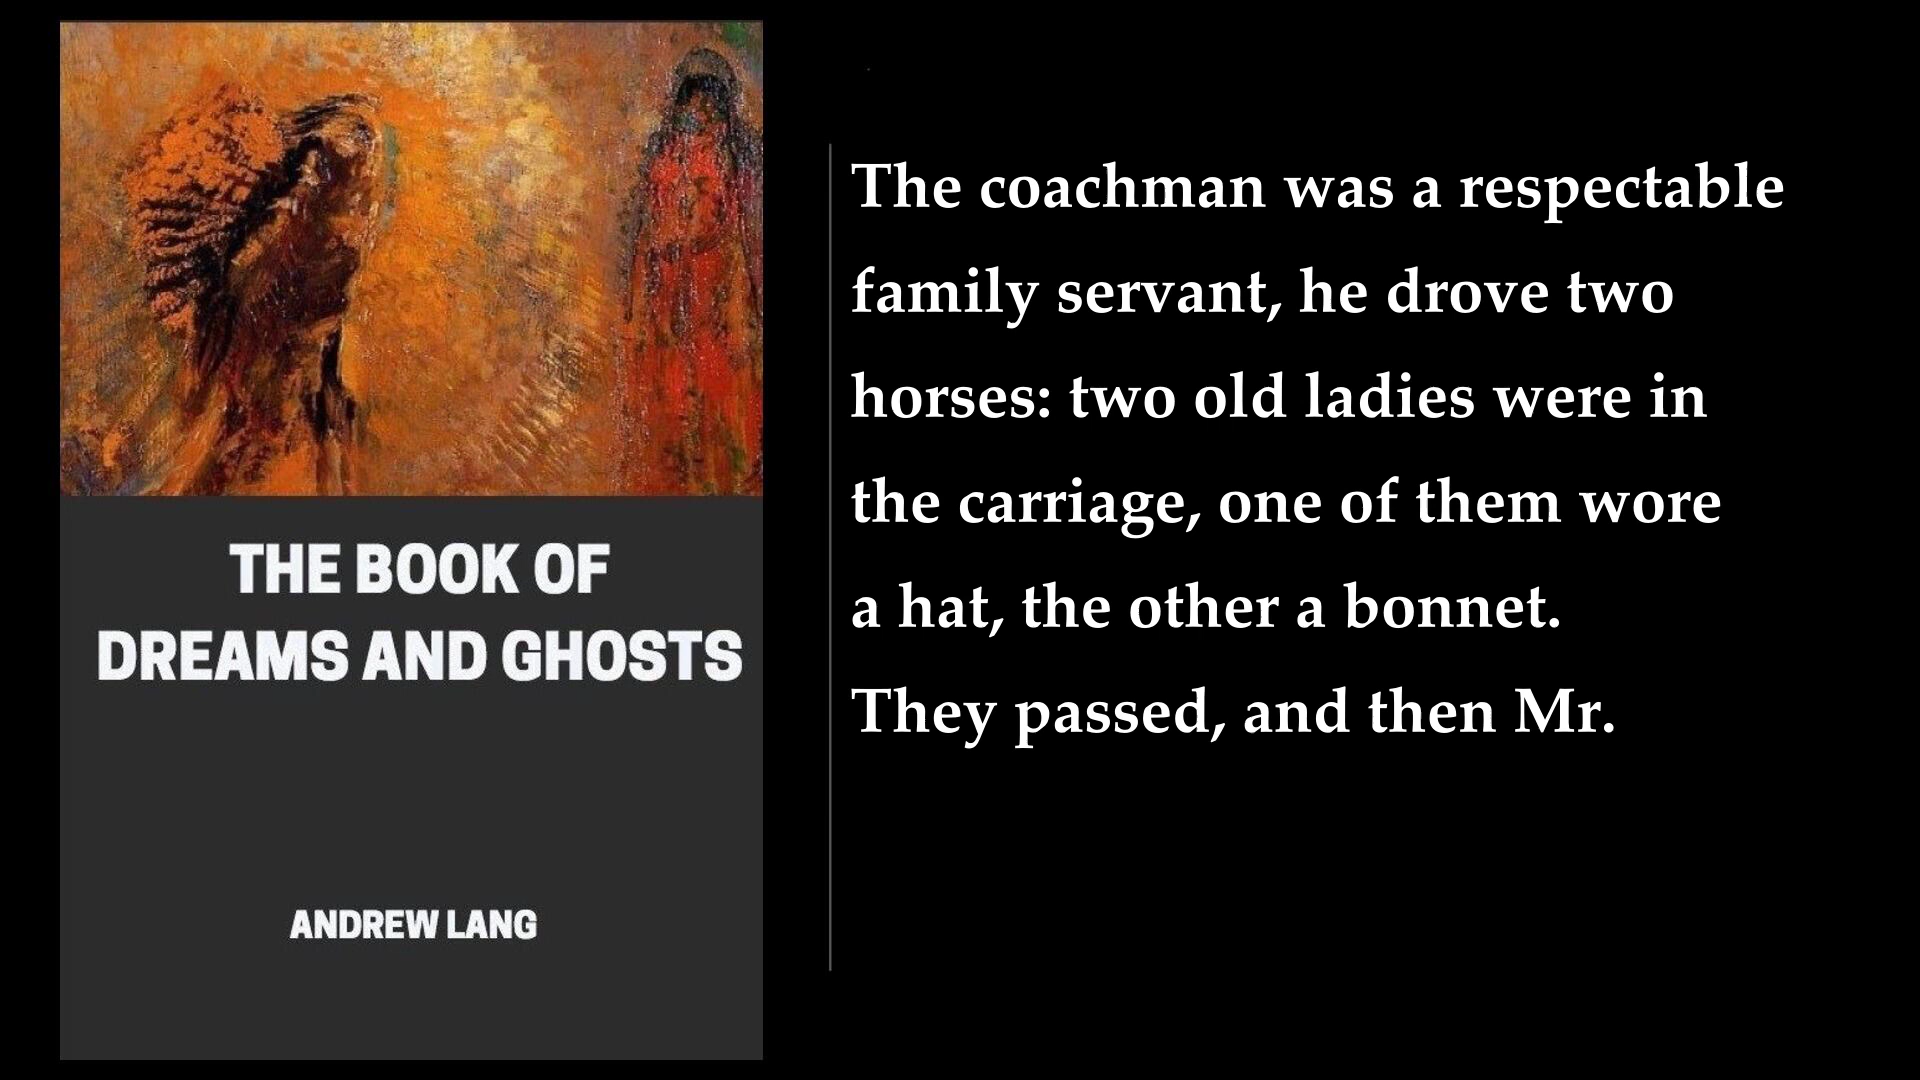 THE BOOK OF
DREAMS AND GHOSTS
ANDREW LANG
The coachman was a respectable
family servant, he drove two
horses: two old ladies were in
the carriage, one of them wore
a hat, the other a bonnet.
They passed, and then Mr.